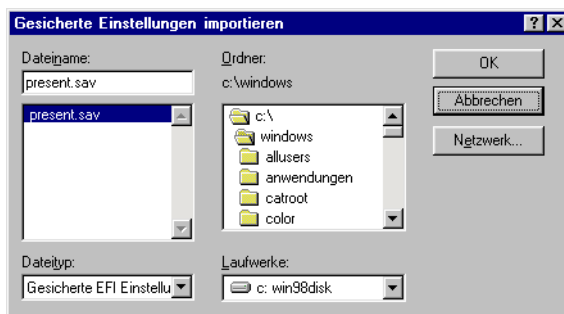 Gesicherte Einstellungen importieren
Dateiname:
present.sav
present.sav
Dateityp:
Gesicherte EFI Einstellu
Ordner:
c:\windows
c:\
windows
allusers
anwendungen
catroot
color
Laufwerke:
c: win98disk
OK
Abbrechen
Netzwerk...